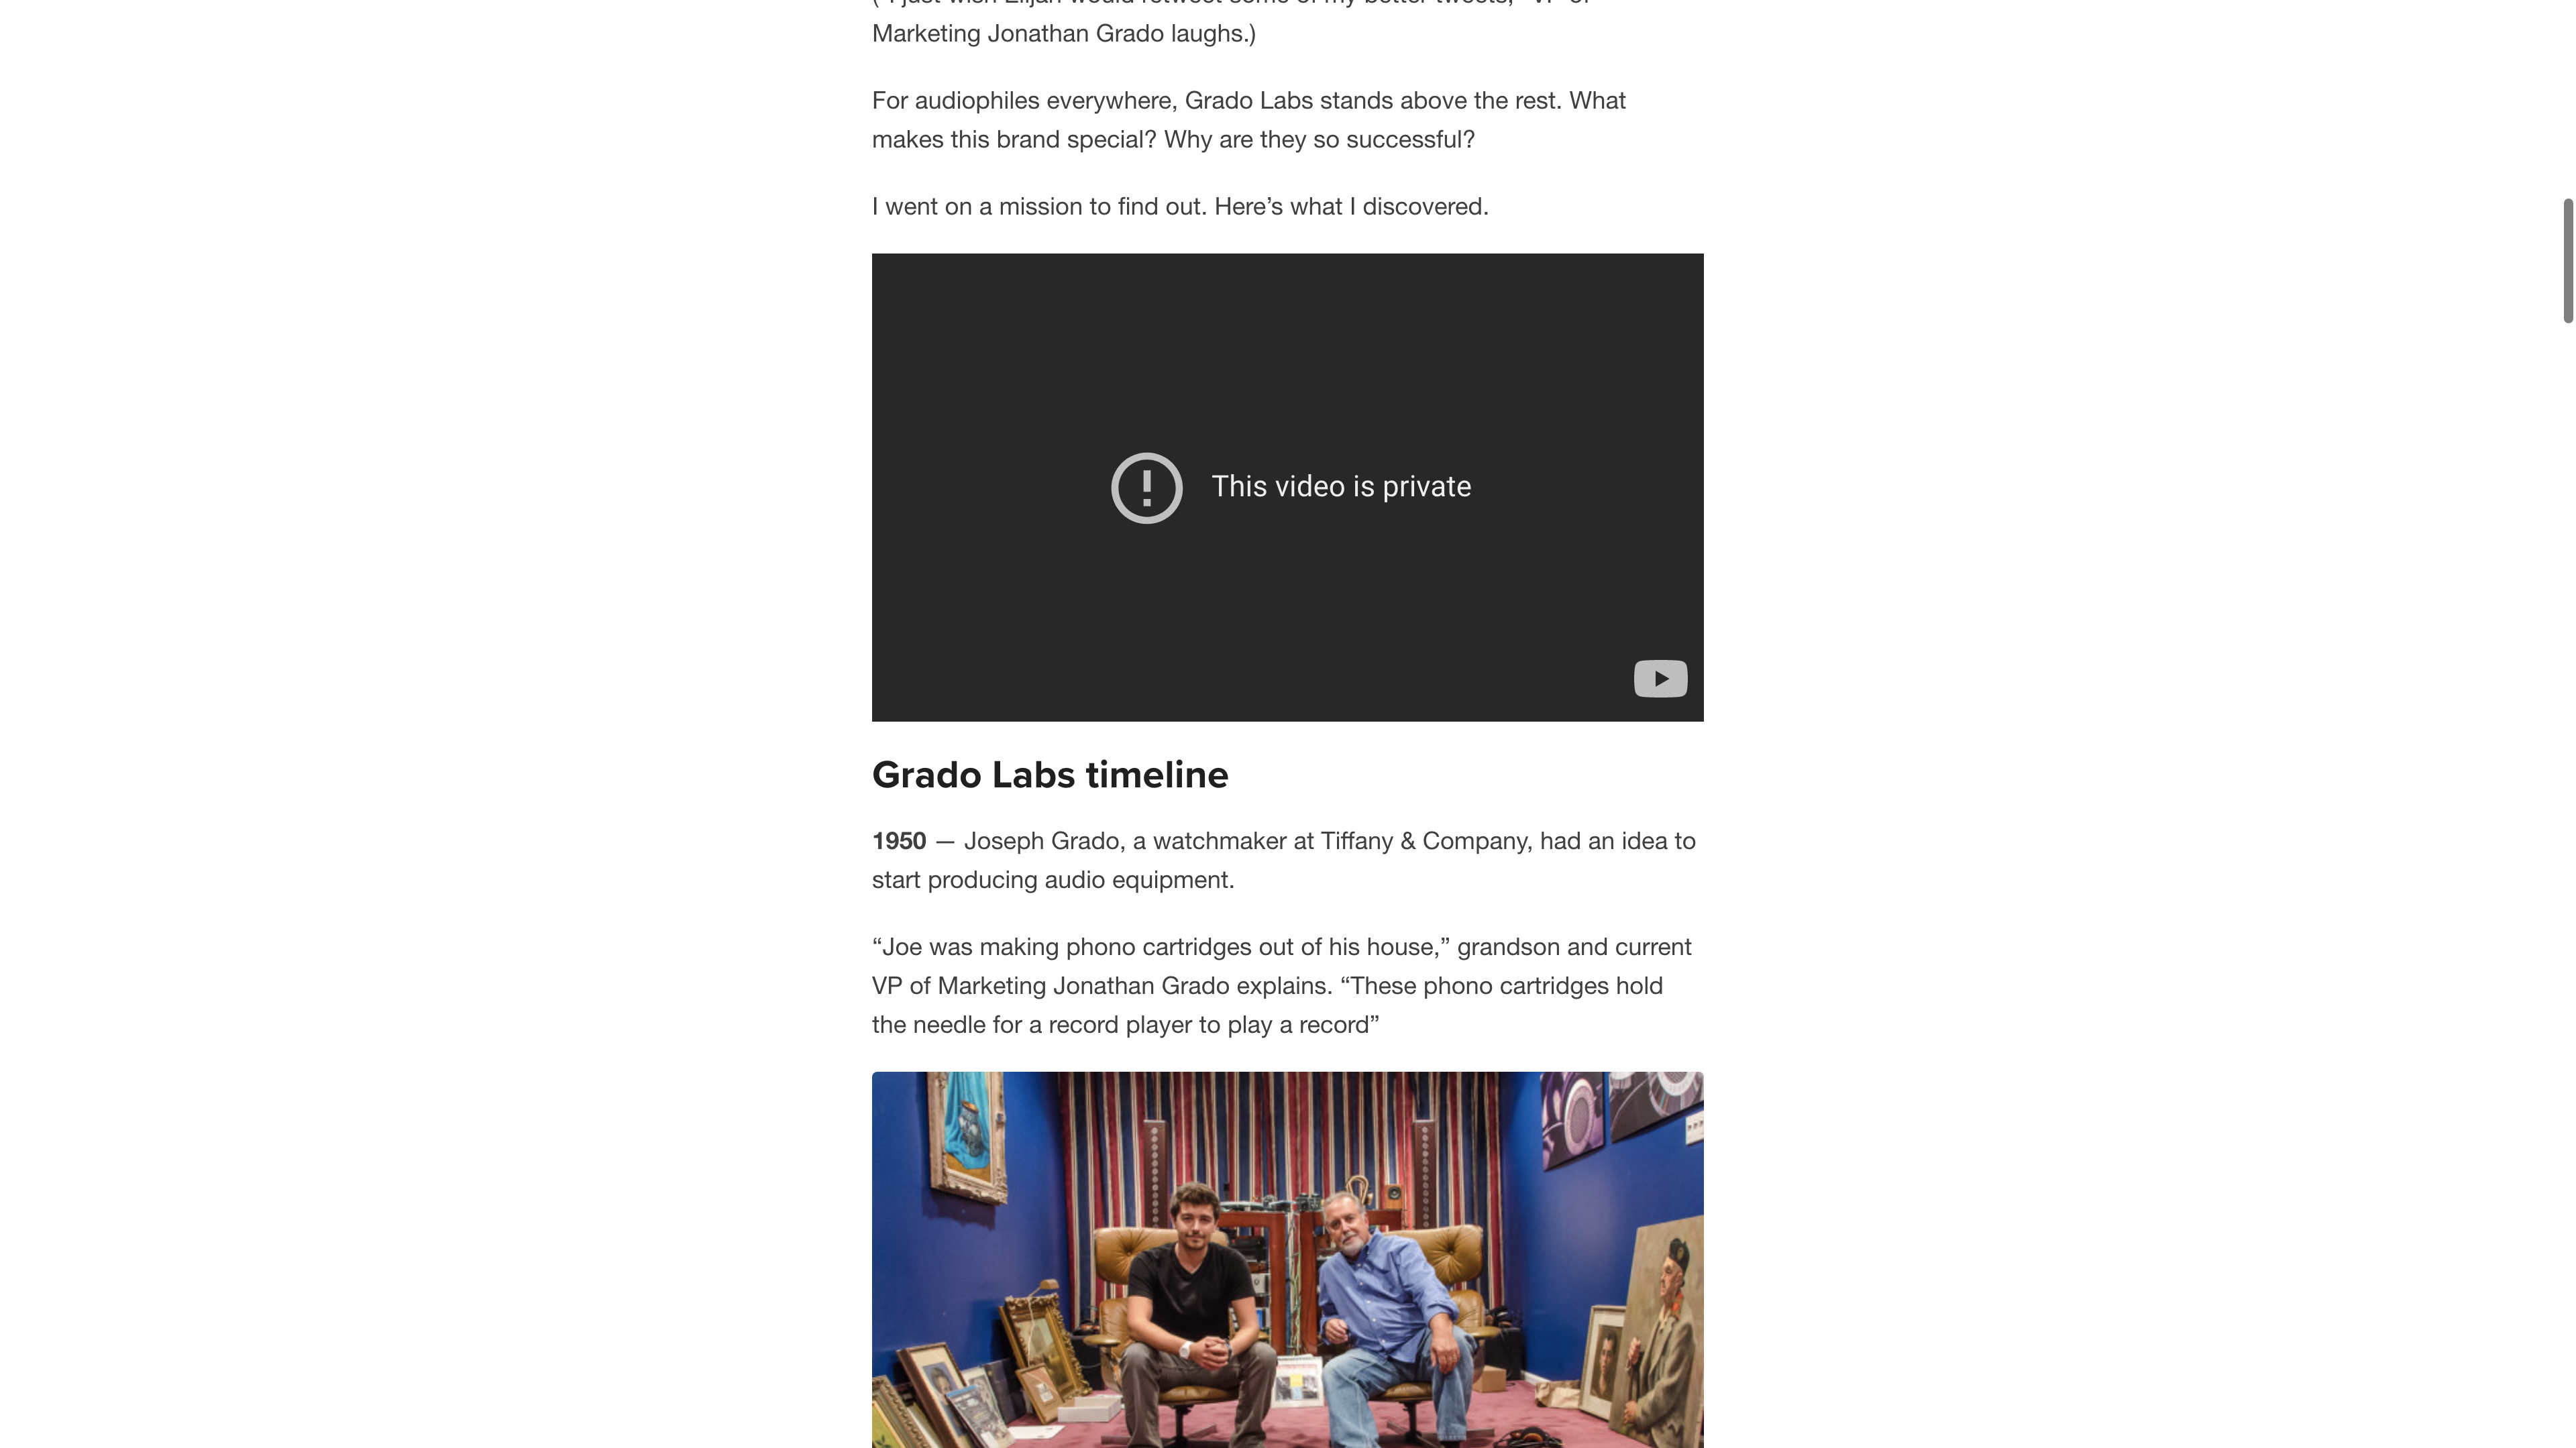 Marketing Jonathan Grado laughs.)
For audiophiles everywhere, Grado Labs stands above the rest. What
makes this brand special? Why are they so successful?
I went on a mission to find out. Here’s what I discovered.
This video is private
Grado Labs timeline
1950 — Joseph Grado, a watchmaker at Tiffany & Company, had an idea to
start producing audio equipment.
“Joe was making phono cartridges out of his house,” grandson and current
VP of Marketing Jonathan Grado explains. “These phono cartridges hold
the needle for a record player to play a record”